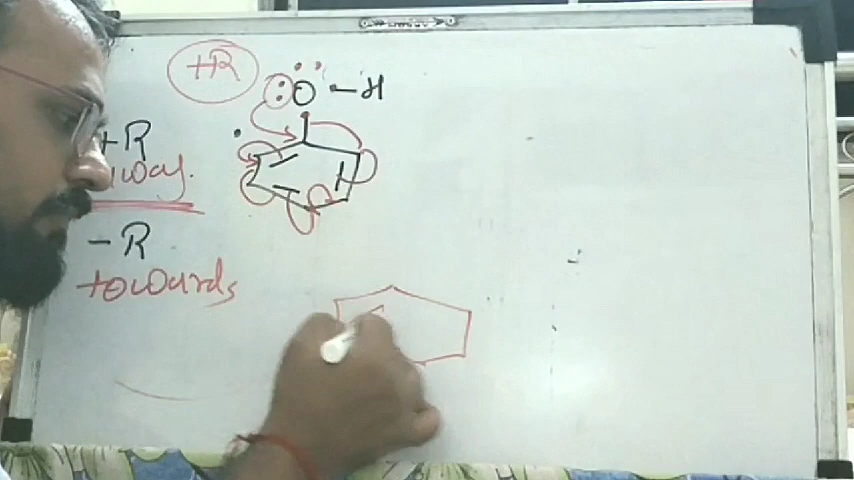 +R
:O-H
+R
away.
-R
towards